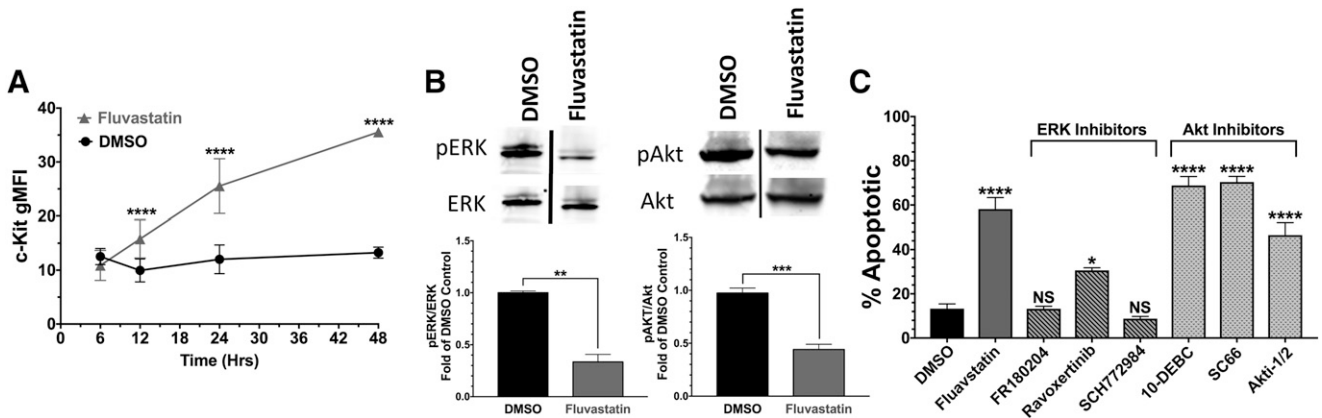 A
c-Kit gMFI
40
30
20
10
0
Fluvastatin
DMSO
****
****
****
0
6
12
18
24
30
36
42
48
Time (Hrs)
B
DMSO
Fluvastatin
pERK
ERK
DMSO
Fluvastatin
pAkt
Akt
pERK/ERK
Fold of DMSO Control
1.5
1.0
0.5
0.0
**
DMSO
Fluvastatin
pAKT/Akt
Fold of DMSO Control
1.5
1.0
0.5
0.0
***
DMSO
Fluvastatin
C
% Apoptotic
100
80
60
40
20
0
ERK Inhibitors
Akt Inhibitors
****
NS
*
NS
****
****
****
DMSO
Fluavstatin
FR180204
Ravoxertinib
SCH772984
10-DEBC
SC66
Akti-1/2